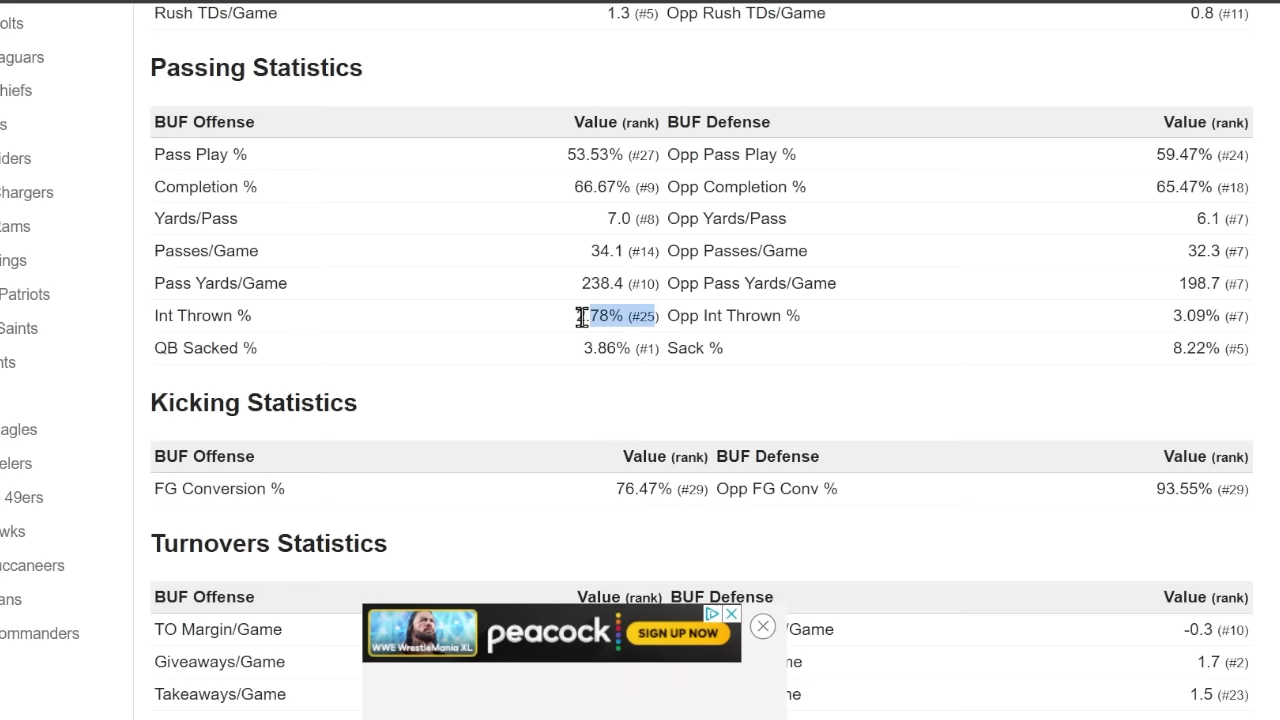 Rush TDs/Game 1.3 (#5) Opp Rush TDs/Game 0.8 (#11)
olts
aguars
hiefs
s
iders
Chargers
Rams
ings
Patriots
Saints
nts
agles
elers
49ers
wks
uccaneers
ans
ommanders
Passing Statistics
BUF Offense Value (rank) BUF Defense Value (rank)
Pass Play % 53.53% (#27) Opp Pass Play % 59.47% (#24)
Completion % 66.67% (#9) Opp Completion % 65.47% (#18)
Yards/Pass 7.0 (#8) Opp Yards/Pass 6.1 (#7)
Passes/Game 34.1 (#14) Opp Passes/Game 32.3 (#7)
Pass Yards/Game 238.4 (#10) Opp Pass Yards/Game 198.7 (#7)
Int Thrown % .78% (#25) Opp Int Thrown % 3.09% (#7)
QB Sacked % 3.86% (#1) Sack % 8.22% (#5)
Kicking Statistics
BUF Offense Value (rank) BUF Defense Value (rank)
FG Conversion % 76.47% (#29) Opp FG Conv % 93.55% (#29)
Turnovers Statistics
BUF Offense Value (rank) BUF Defense Value (rank)
TO Margin/Game /Game -0.3 (#10)
Giveaways/Game me 1.7 (#2)
Takeaways/Game me 1.5 (#23)
WWE WrestleMania XL
peacock
SIGN UP NOW